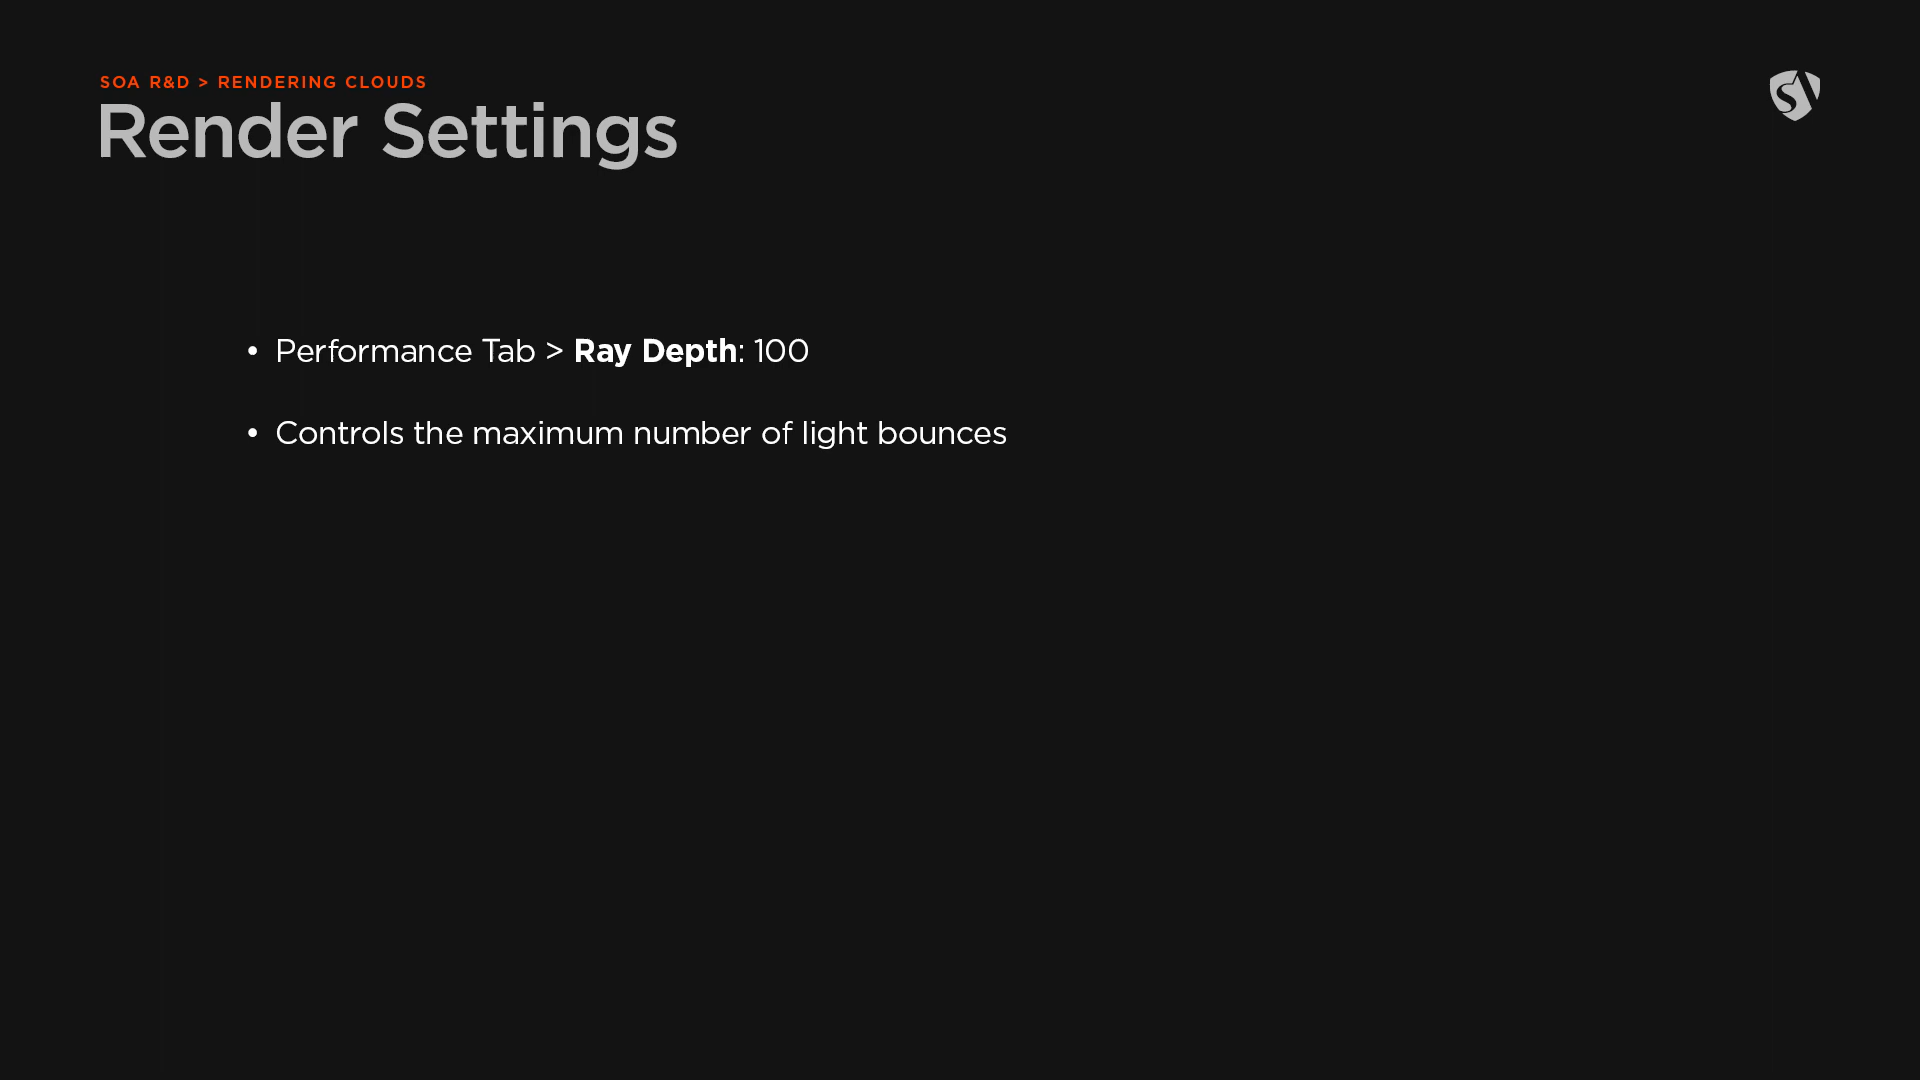 SOA R&D > RENDERING CLOUDS
Render Settings
• Performance Tab > Ray Depth: 100
• Controls the maximum number of light bounces